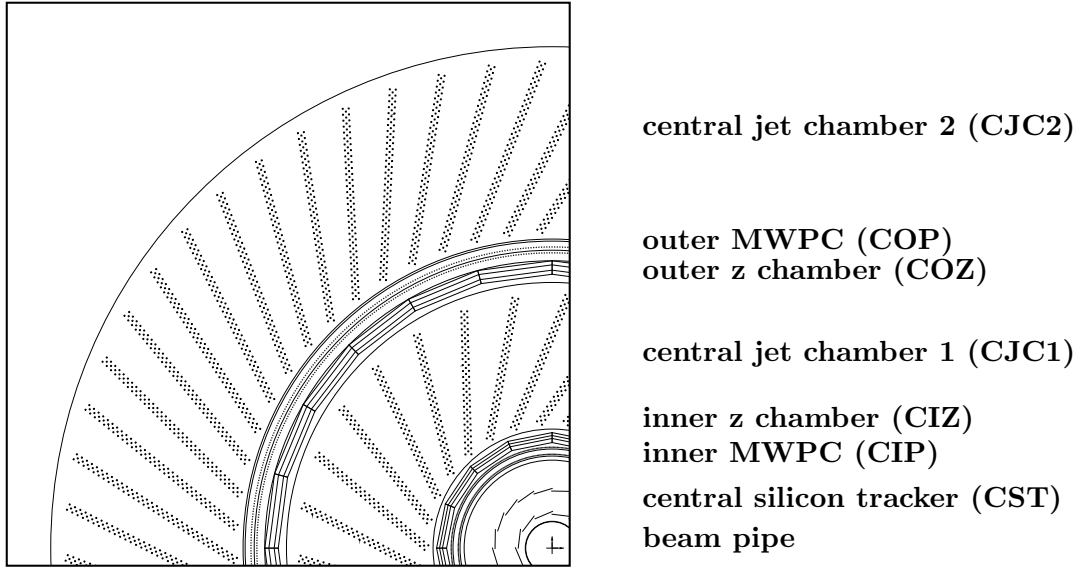 central jet chamber 2 (CJC2)
outer MWPC (COP)
outer z chamber (COZ)
central jet chamber 1 (CJC1)
inner z chamber (CIZ)
inner MWPC (CIP)
central silicon tracker (CST)
beam pipe